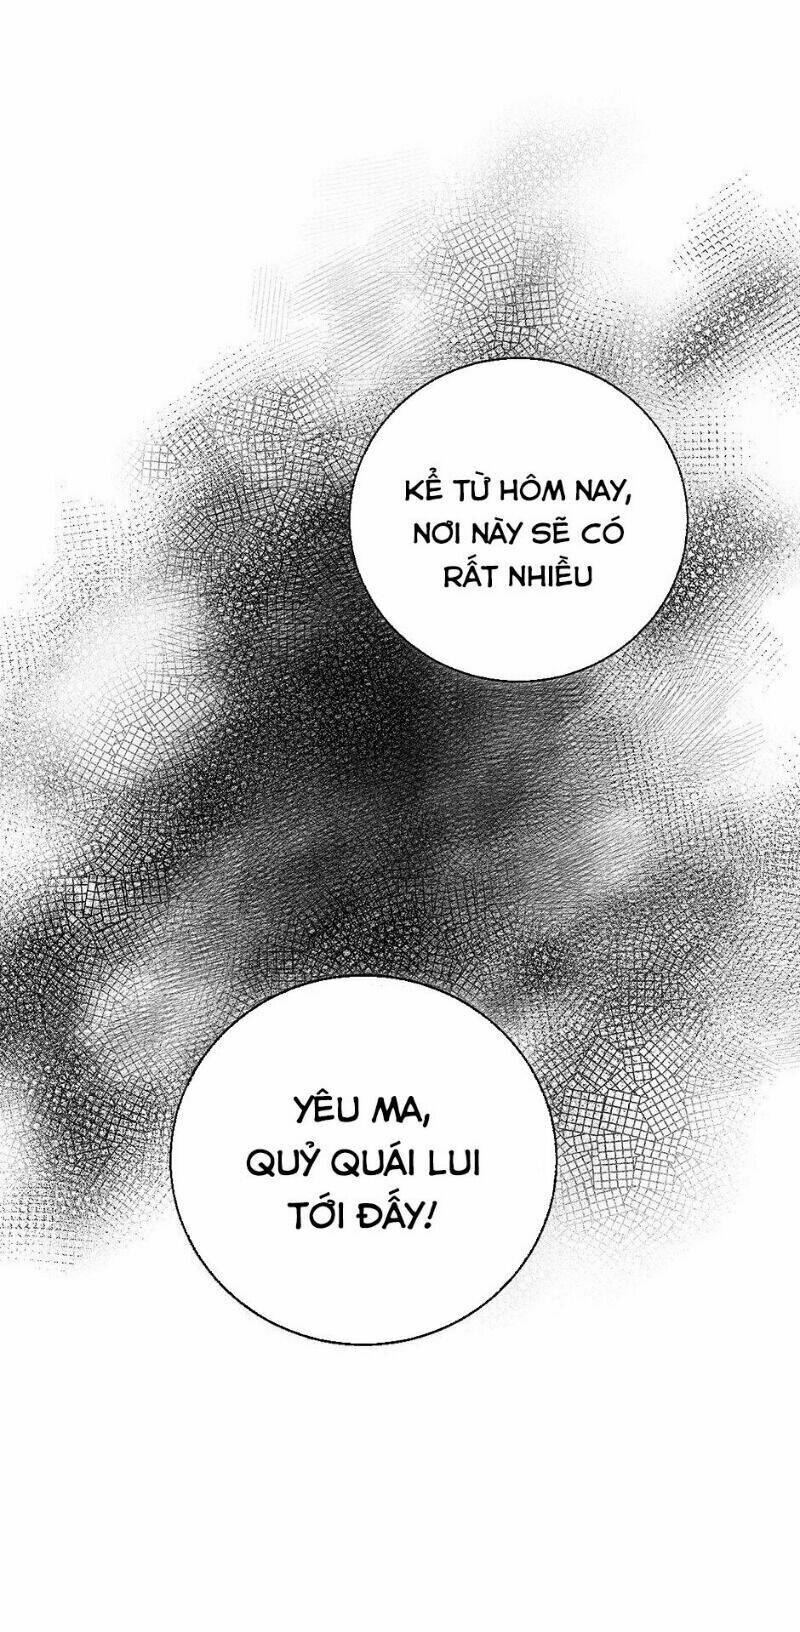 KỂ TỪ HÔM NAY,
NƠI NÀY SẼ CÓ
RẤT NHIỀU
YÊU MA,
QUỶ QUÁI LUI
TỚI ĐẤY!